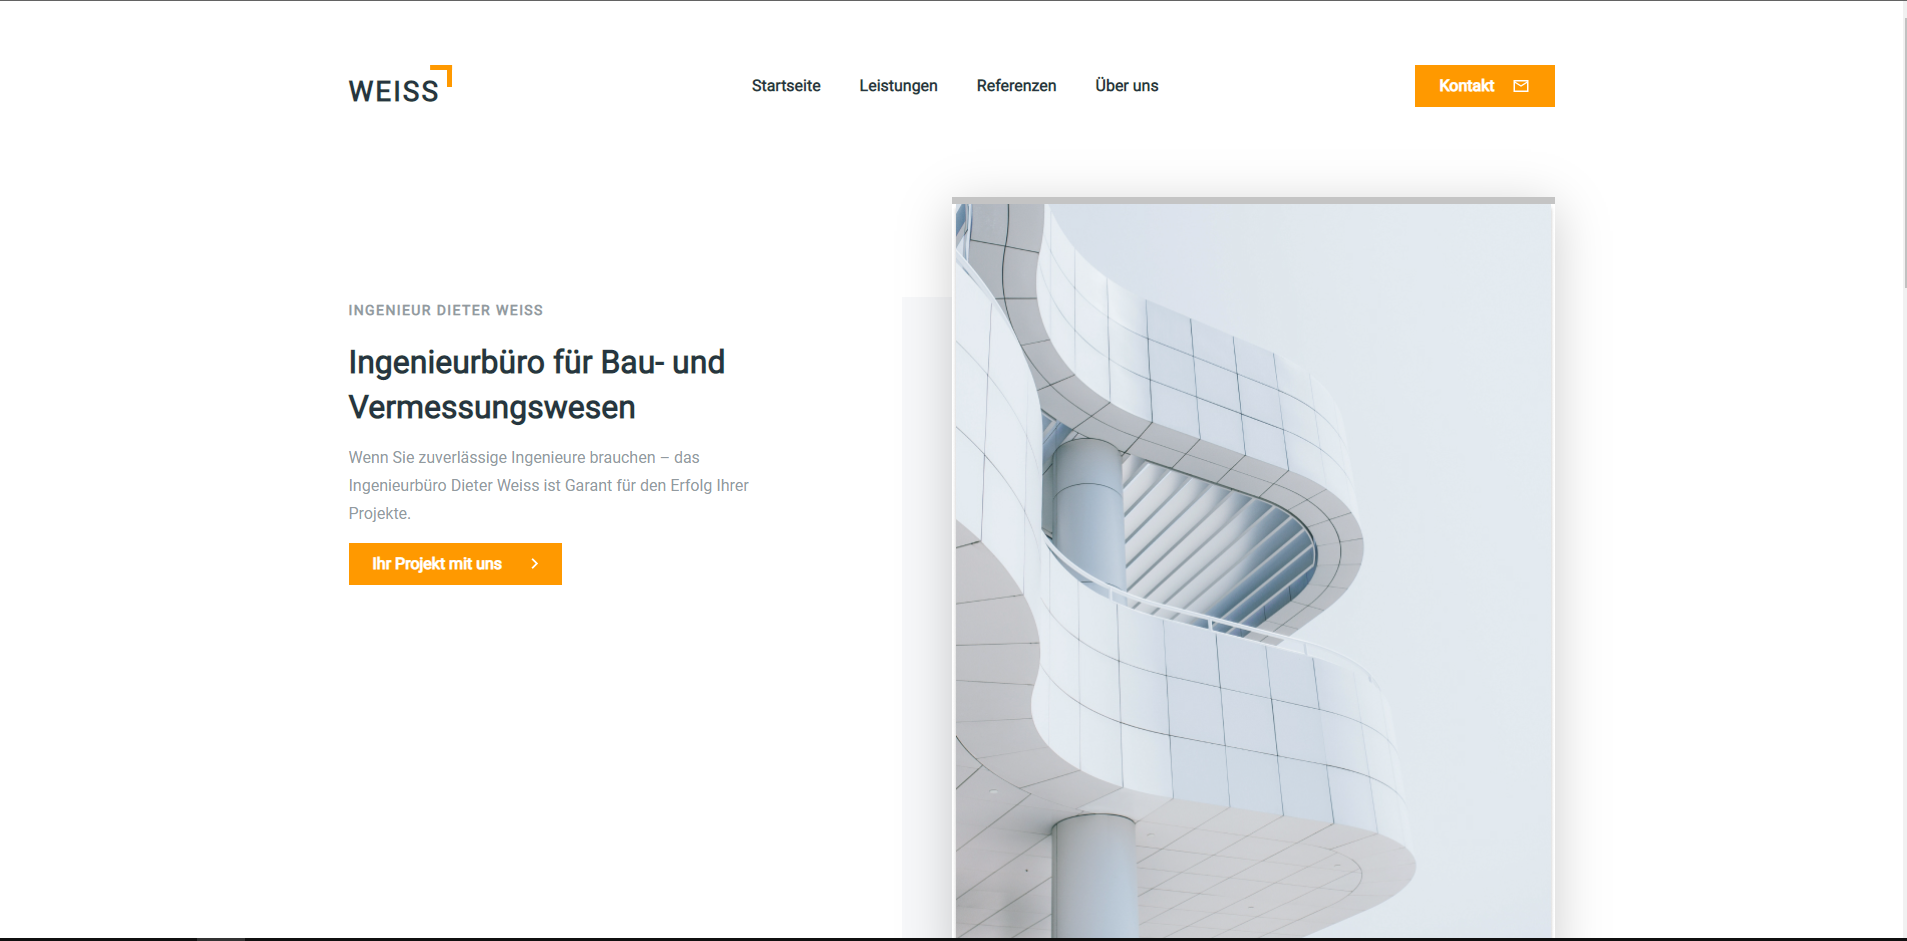 WEISS
Startseite
Leistungen
Referenzen
Über uns
Kontakt
INGENIEUR DIETER WEISS
Ingenieurbüro für Bau- und
Vermessungswesen
Wenn Sie zuverlässige Ingenieure brauchen – das
Ingenieurbüro Dieter Weiss ist Garant für den Erfolg Ihrer
Projekte.
Ihr Projekt mit uns